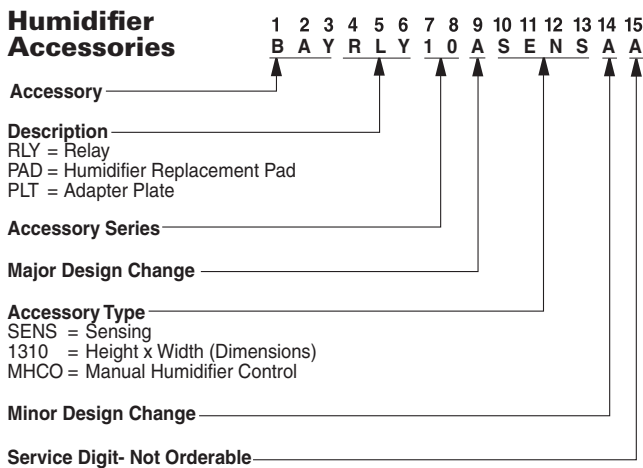 Humidifier
Accessories
1 2 3 4 5 6 7 8 9 10 11 12 13 14 15
B A Y R L Y 1 0 A S E N S A A
Accessory
Description
RLY = Relay
PAD = Humidifier Replacement Pad
PLT = Adapter Plate
Accessory Series
Major Design Change
Accessory Type
SENS = Sensing
1310 = Height x Width (Dimensions)
MHCO = Manual Humidifier Control
Minor Design Change
Service Digit- Not Orderable